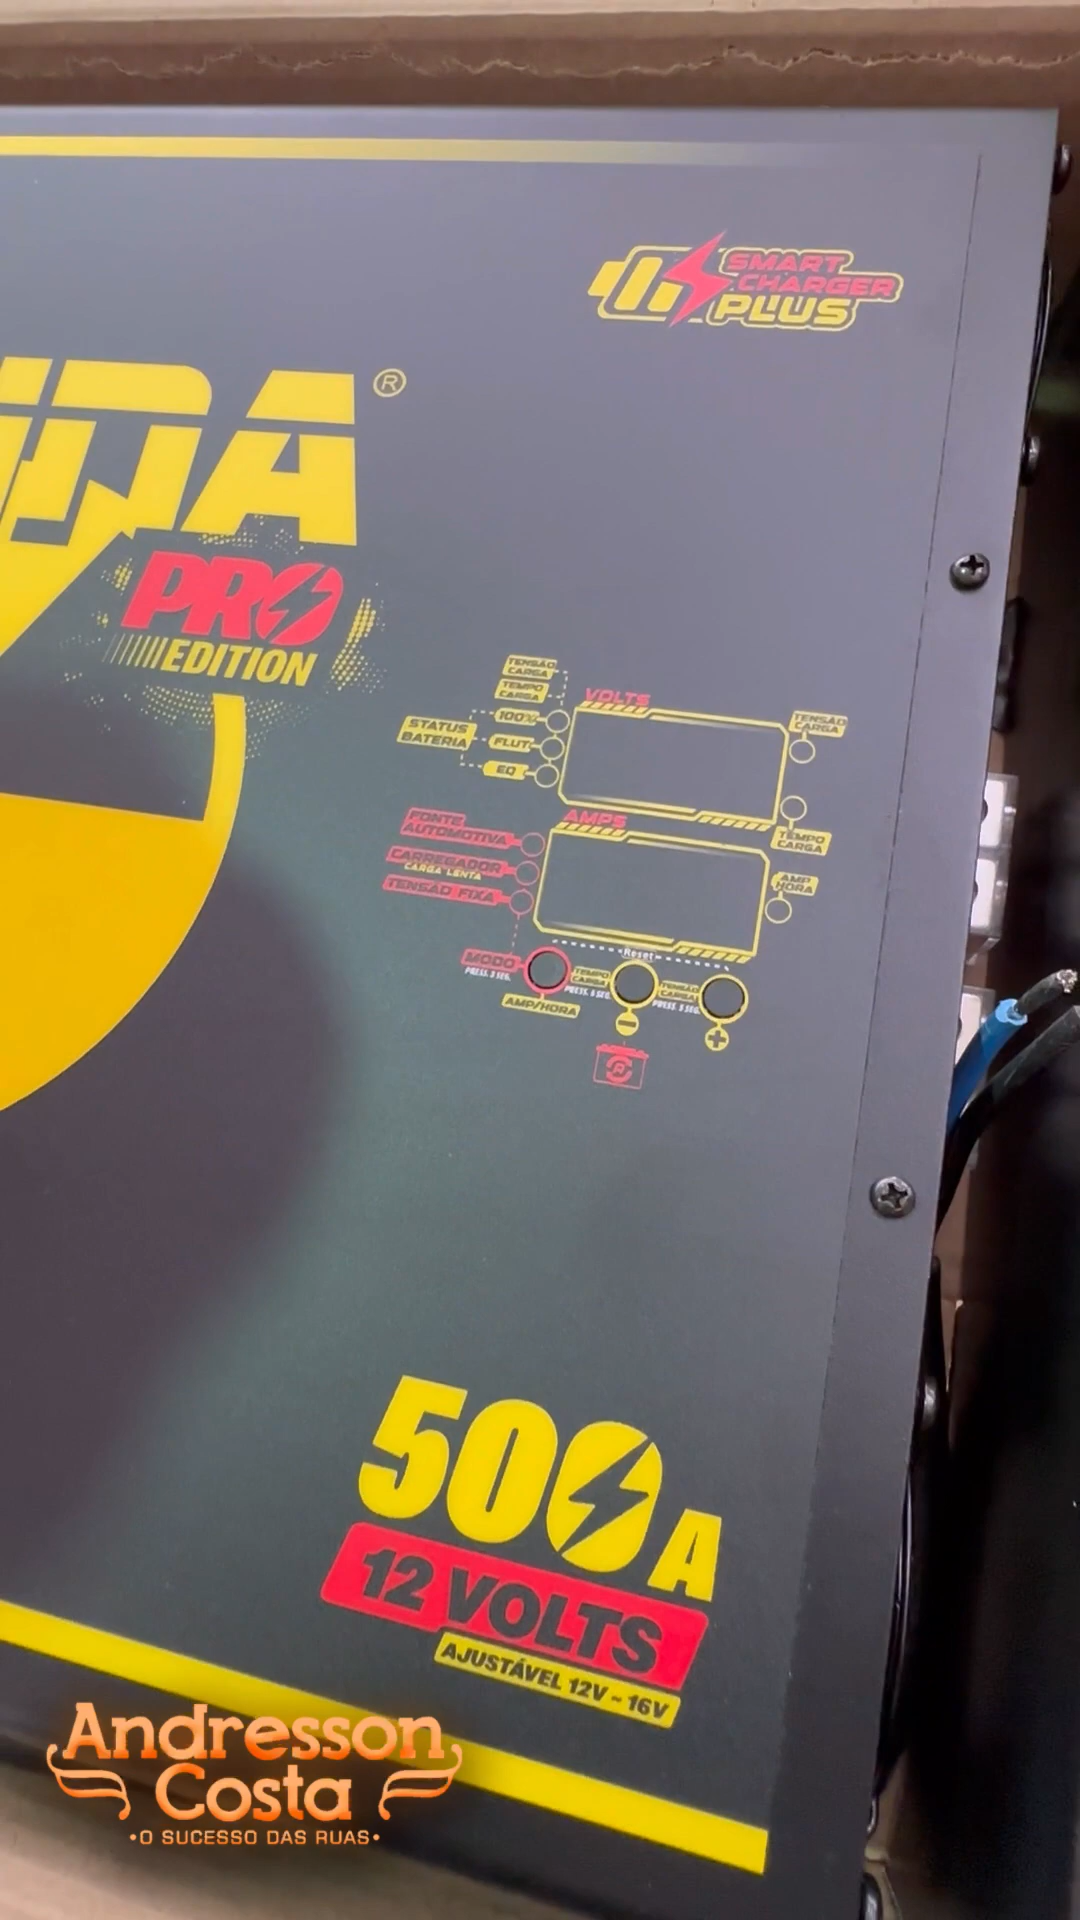 SMART
CHARGER
PLUS
®
PRO
EDITION
TENSÃO
CARGA
TEMPO
CARGA
STATUS
BATERIA
100%
FLUT
EQ
VOLTS
TENSÃO
CARGA
TEMPO
CARGA
FONTE
AUTOMOTIVA
CARREGADOR
CARGA LENTA
TENSÃO FIXA
AMPS
AMP
HORA
Reset
MODO
PRESS. 3 SEG.
AMP/HORA
TEMPO
CARGA
PRESS. 5 SEG.
TENSÃO
CARGA
PRESS. 5 SEG.
500A
12 VOLTS
AJUSTÁVEL 12V ~ 16V
Andresson
Costa
•O SUCESSO DAS RUAS•